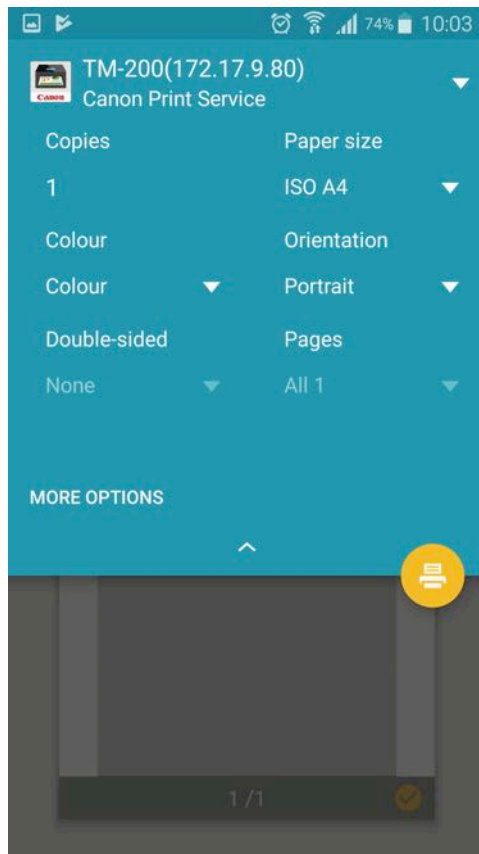 74% 10:03
TM-200(172.17.9.80)
Canon Print Service
Canon
Copies Paper size
1 ISO A4
Colour Orientation
Colour Portrait
Double-sided Pages
None All 1
MORE OPTIONS
1 /1